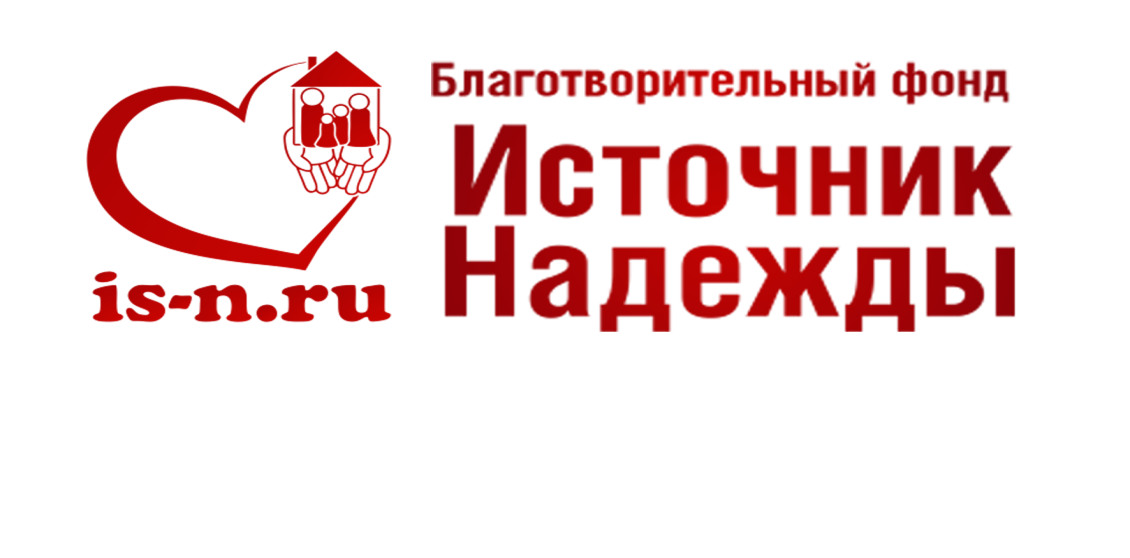 Благотворительный фонд
Источник
Надежды
is-n.ru